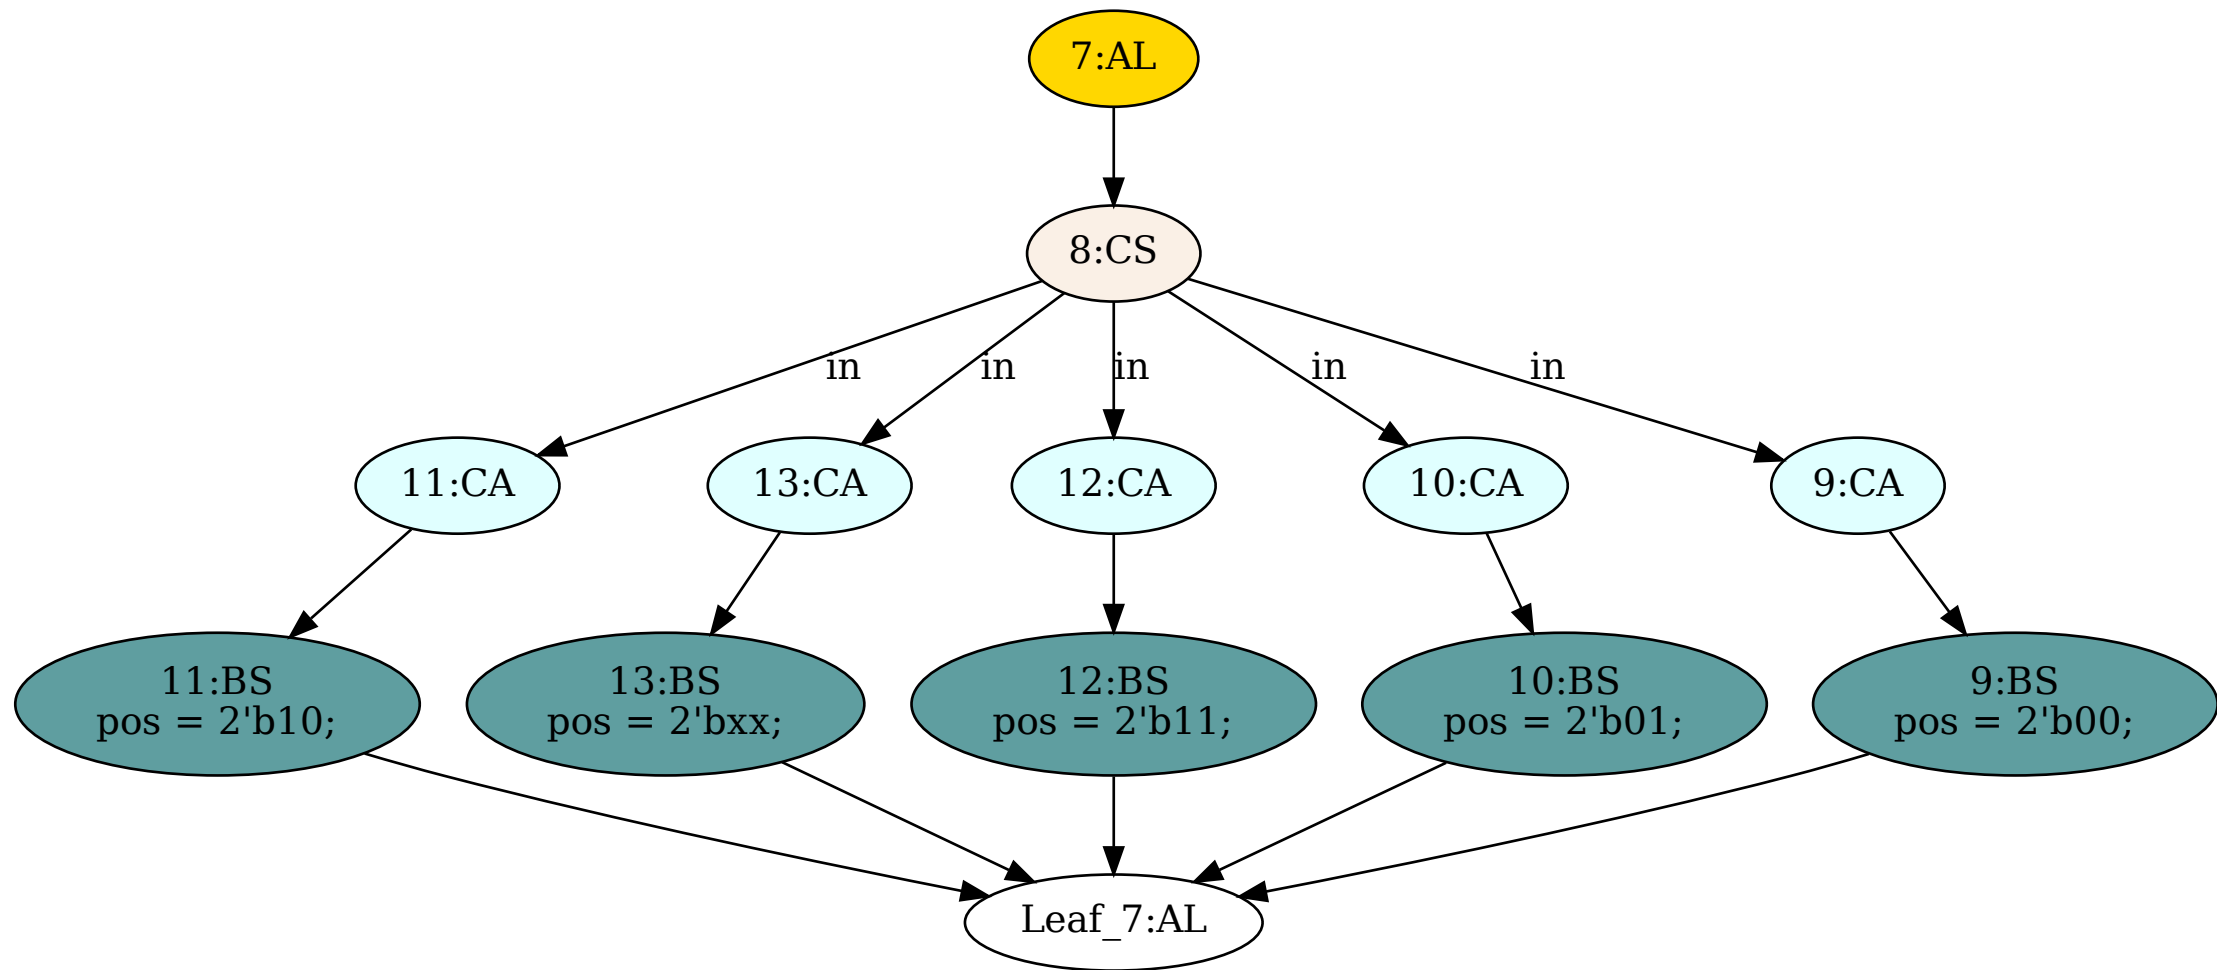 7:AL
8:CS
in
in
in
in
in
11:CA
13:CA
12:CA
10:CA
9:CA
11:BS
pos = 2'b10;
13:BS
pos = 2'bxx;
12:BS
pos = 2'b11;
10:BS
pos = 2'b01;
9:BS
pos = 2'b00;
Leaf_7:AL